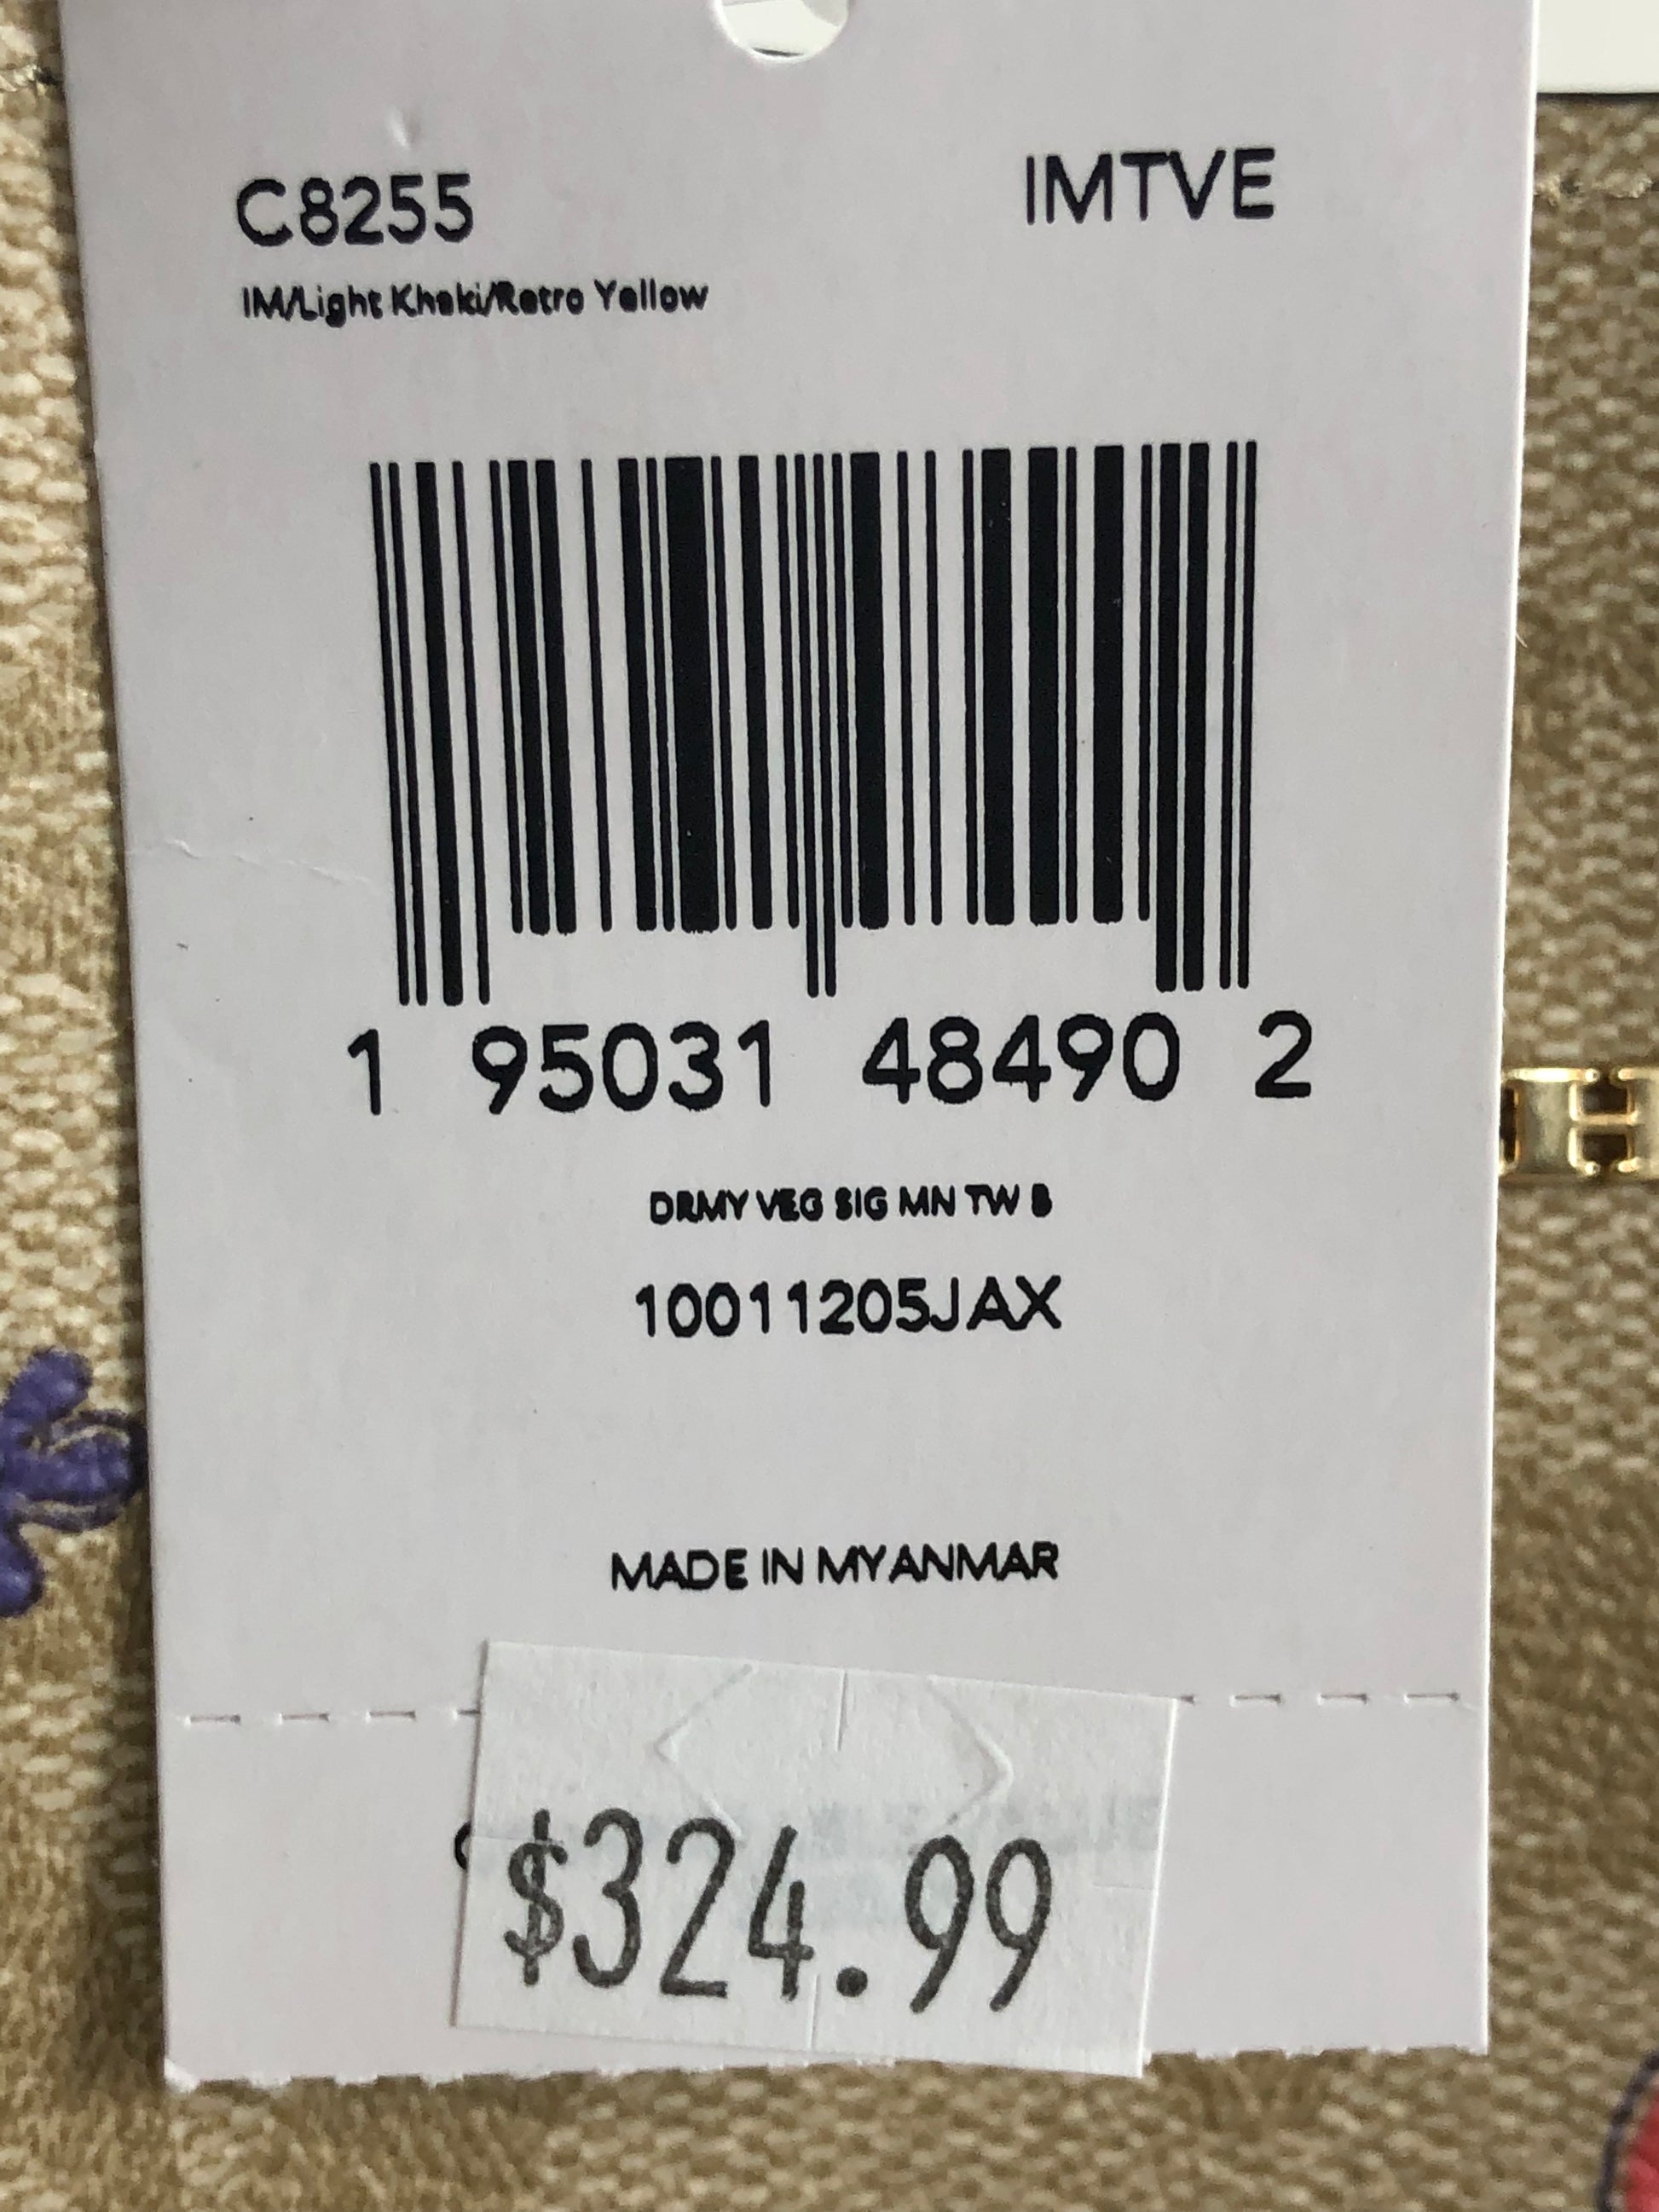 C8255 IMTVE
IM/Light Khaki/Retro Yellow
1 95031 48490 2
DRMY VEG SIG MN TW B
10011205JAX
MADE IN MYANMAR
$324.99
H